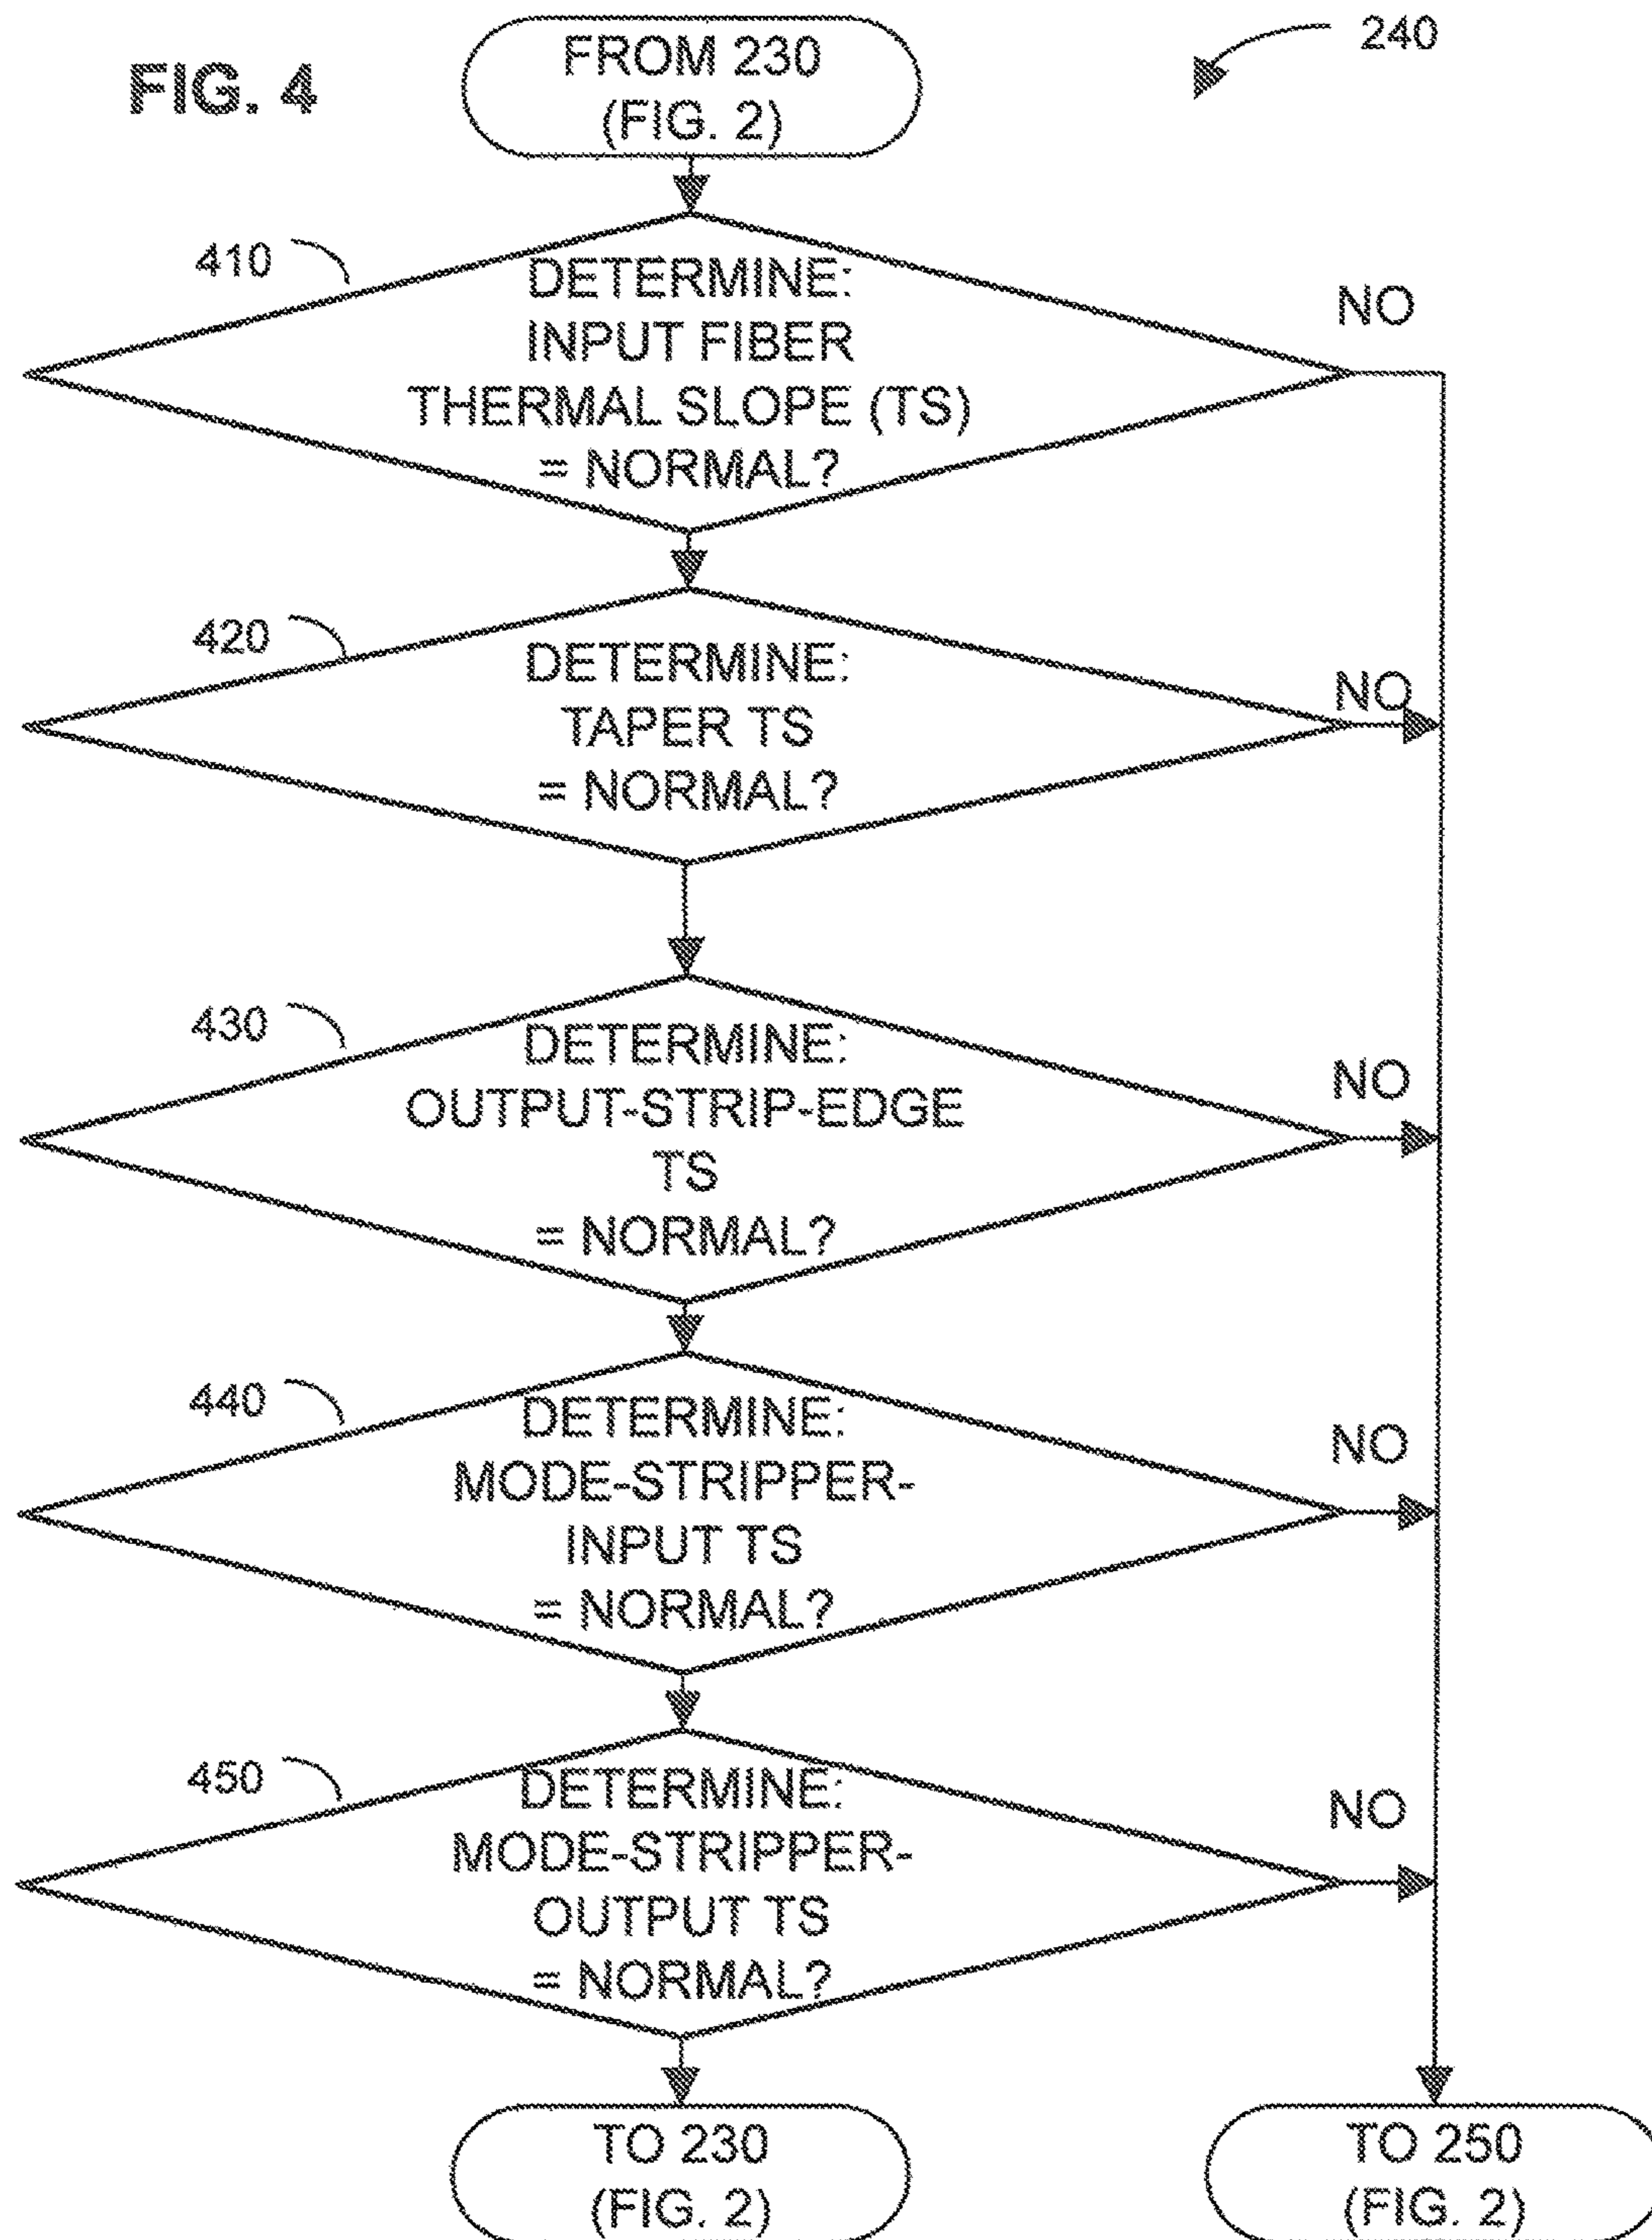 FIG. 4
FROM 230
(FIG. 2)
240
410
DETERMINE:
INPUT FIBER
THERMAL SLOPE (TS)
= NORMAL?
NO
420
DETERMINE:
TAPER TS
= NORMAL?
NO
430
DETERMINE:
OUTPUT-STRIP-EDGE
TS
= NORMAL?
NO
440
DETERMINE:
MODE-STRIPPER-
INPUT TS
= NORMAL?
NO
450
DETERMINE:
MODE-STRIPPER-
OUTPUT TS
= NORMAL?
NO
TO 230
(FIG. 2)
TO 250
(FIG. 2)